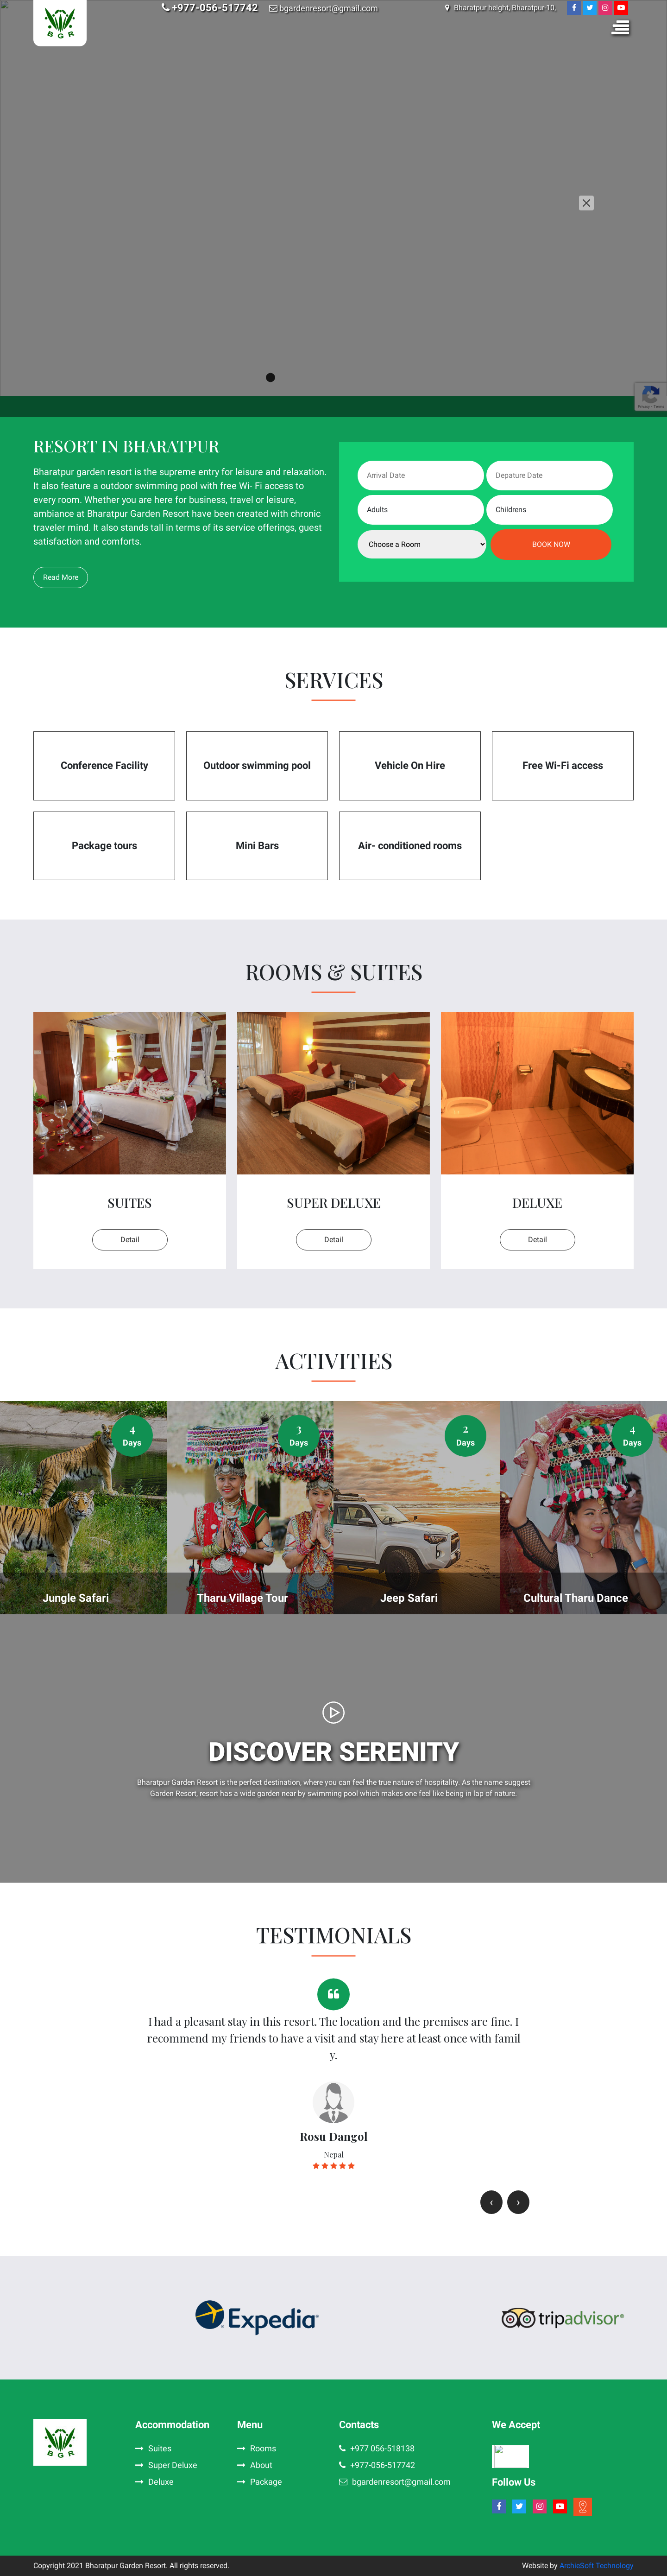 BGR
+977-056-517742
bgardenresort@gmail.com
Bharatpur height, Bharatpur-10,
Privacy - Terms
RESORT IN BHARATPUR
Bharatpur garden resort is the supreme entry for leisure and relaxation.
It also feature a outdoor swimming pool with free Wi- Fi access to
every room. Whether you are here for business, travel or leisure,
ambiance at Bharatpur Garden Resort have been created with chronic
traveler mind. It also stands tall in terms of its service offerings, guest
satisfaction and comforts.
Read More
Arrival Date
Depature Date
Adults
Childrens
Choose a Room
BOOK NOW
SERVICES
Conference Facility
Outdoor swimming pool
Vehicle On Hire
Free Wi-Fi access
Package tours
Mini Bars
Air- conditioned rooms
ROOMS & SUITES
SUITES
SUPER DELUXE
DELUXE
Detail
Detail
Detail
ACTIVITIES
4
Days
3
Days
2
Days
4
Days
Jungle Safari
Tharu Village Tour
Jeep Safari
Cultural Tharu Dance
DISCOVER SERENITY
Bharatpur Garden Resort is the perfect destination, where you can feel the true nature of hospitality. As the name suggest
Garden Resort, resort has a wide garden near by swimming pool which makes one feel like being in lap of nature.
TESTIMONIALS
I had a pleasant stay in this resort. The location and the premises are fine. I
recommend my friends to have a visit and stay here at least once with famil
y.
Rosu Dangol
Nepal
‹
›
Expedia
tripadvisor
BGR
Accommodation
Suites
Super Deluxe
Deluxe
Menu
Rooms
About
Package
Contacts
+977 056-518138
+977-056-517742
bgardenresort@gmail.com
We Accept
Follow Us
Copyright 2021 Bharatpur Garden Resort. All rights reserved.
Website by ArchieSoft Technology